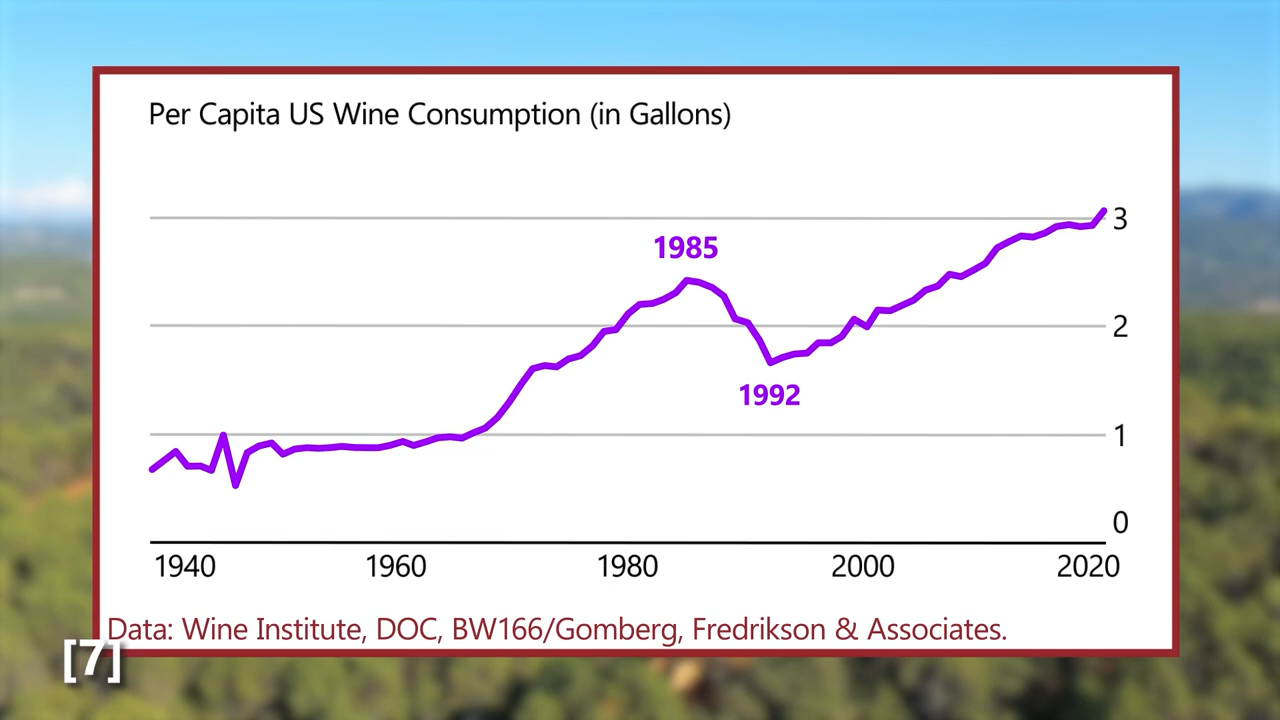 Per Capita US Wine Consumption (in Gallons)
3
1985
2
1992
1
0
1940 1960 1980 2000 2020
Data: Wine Institute, DOC, BW166/Gomberg, Fredrikson & Associates.
[7]